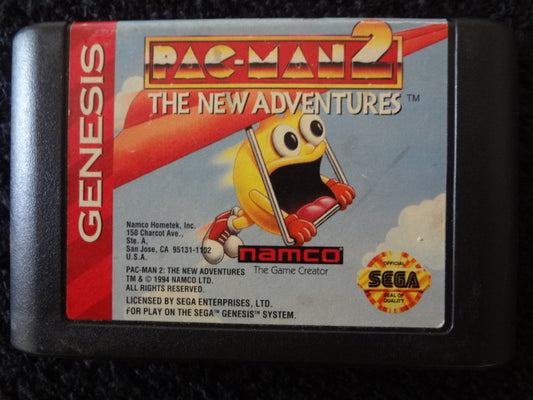 GENESIS
PAC-MAN 2
THE NEW ADVENTURES™
Namco Hometek, Inc.
150 Charcot Ave.,
Ste. A,
San Jose, CA 95131-1102
U.S.A.
namco
The Game Creator
PAC-MAN 2: THE NEW ADVENTURES
TM & © 1994 NAMCO LTD.
ALL RIGHTS RESERVED.
LICENSED BY SEGA ENTERPRISES, LTD.
FOR PLAY ON THE SEGA™ GENESIS™ SYSTEM.
OFFICIAL
SEGA
SEAL OF
QUALITY